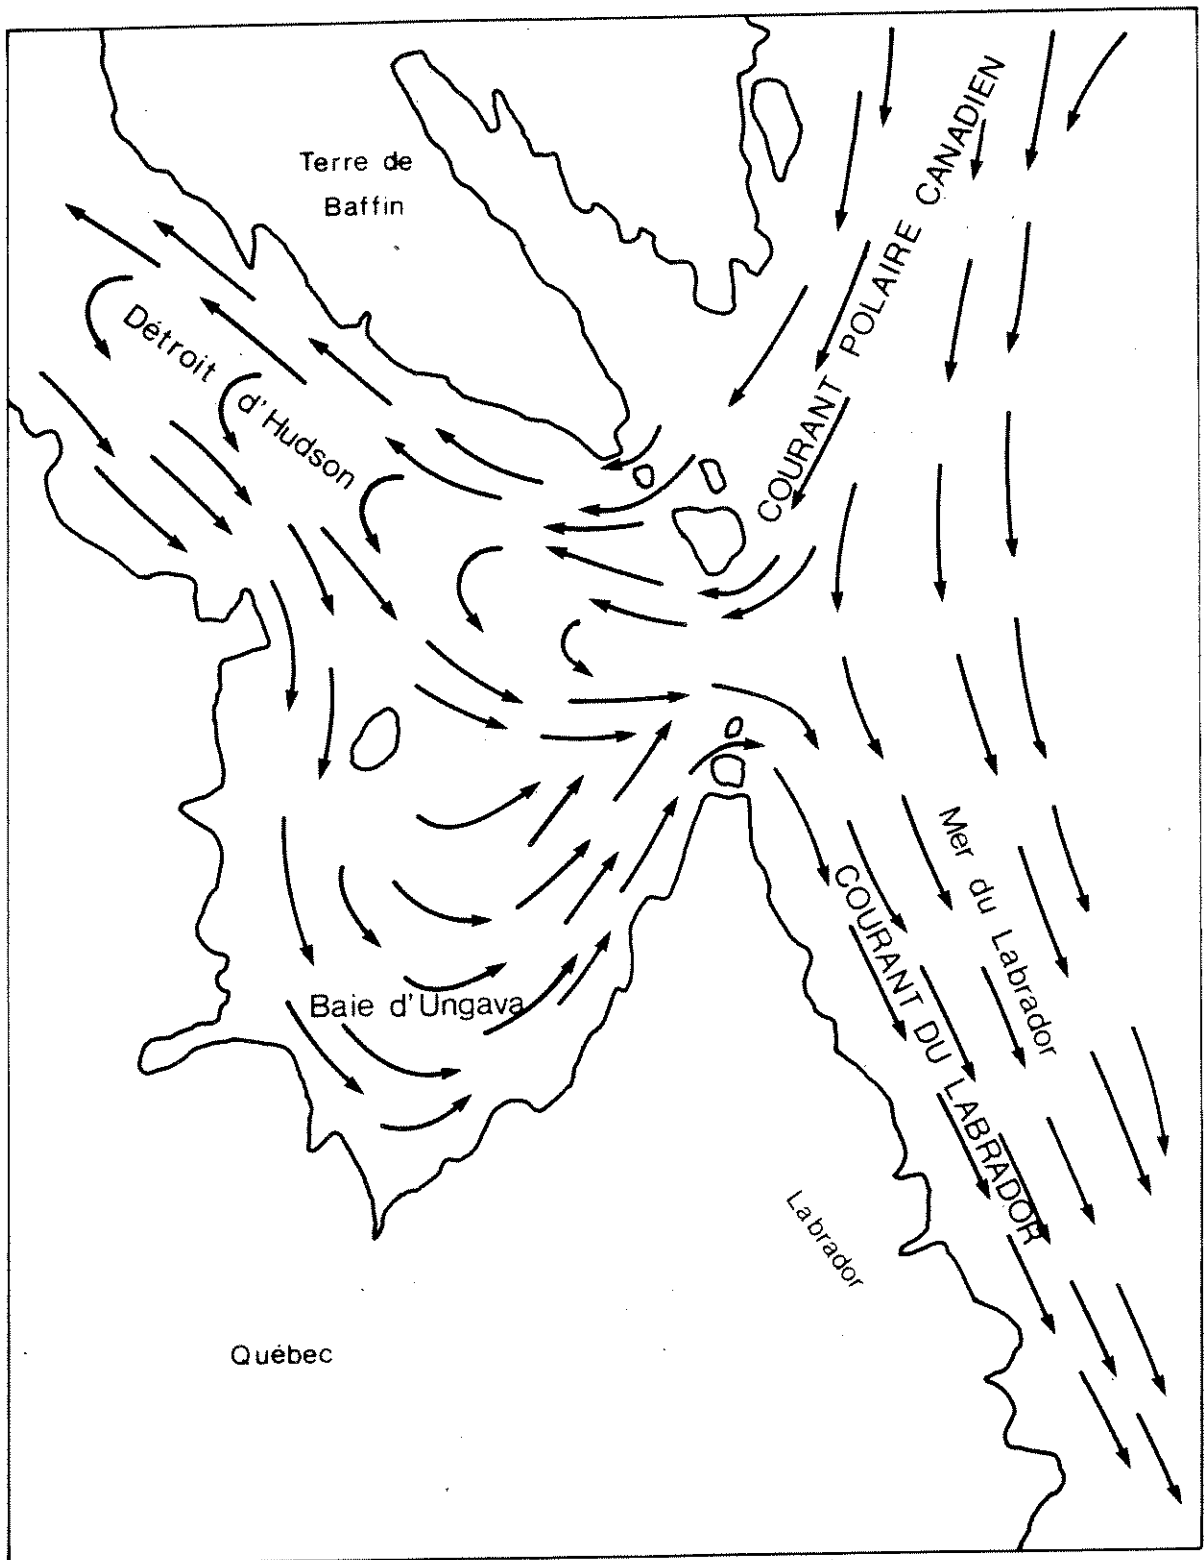 Terre de
Baffin
COURANT POLAIRE CANADIEN
Détroit
d'Hudson
Mer du Labrador
COURANT DU LABRADOR
Baie d'Ungava
Labrador
Québec